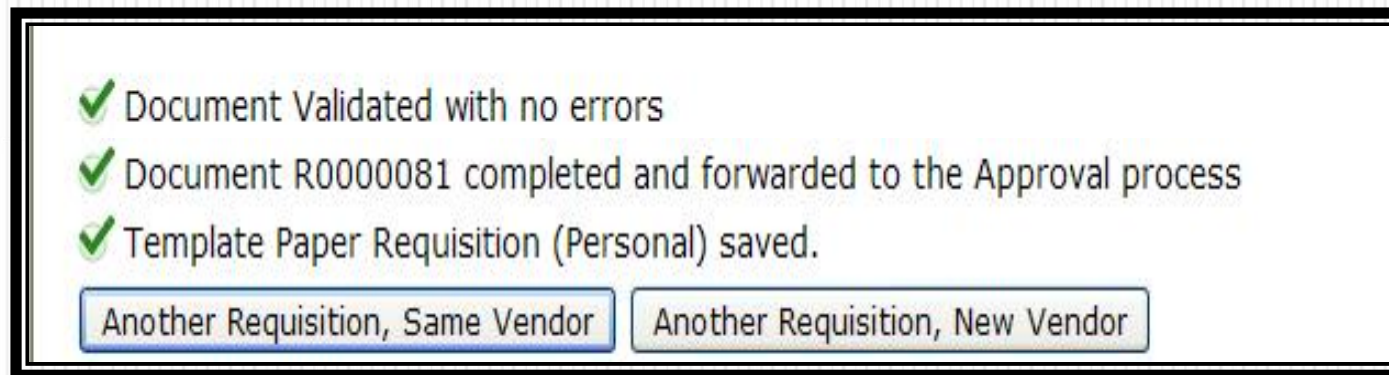 Document Validated with no errors
Document R0000081 completed and forwarded to the Approval process
Template Paper Requisition (Personal) saved.
Another Requisition, Same Vendor Another Requisition, New Vendor